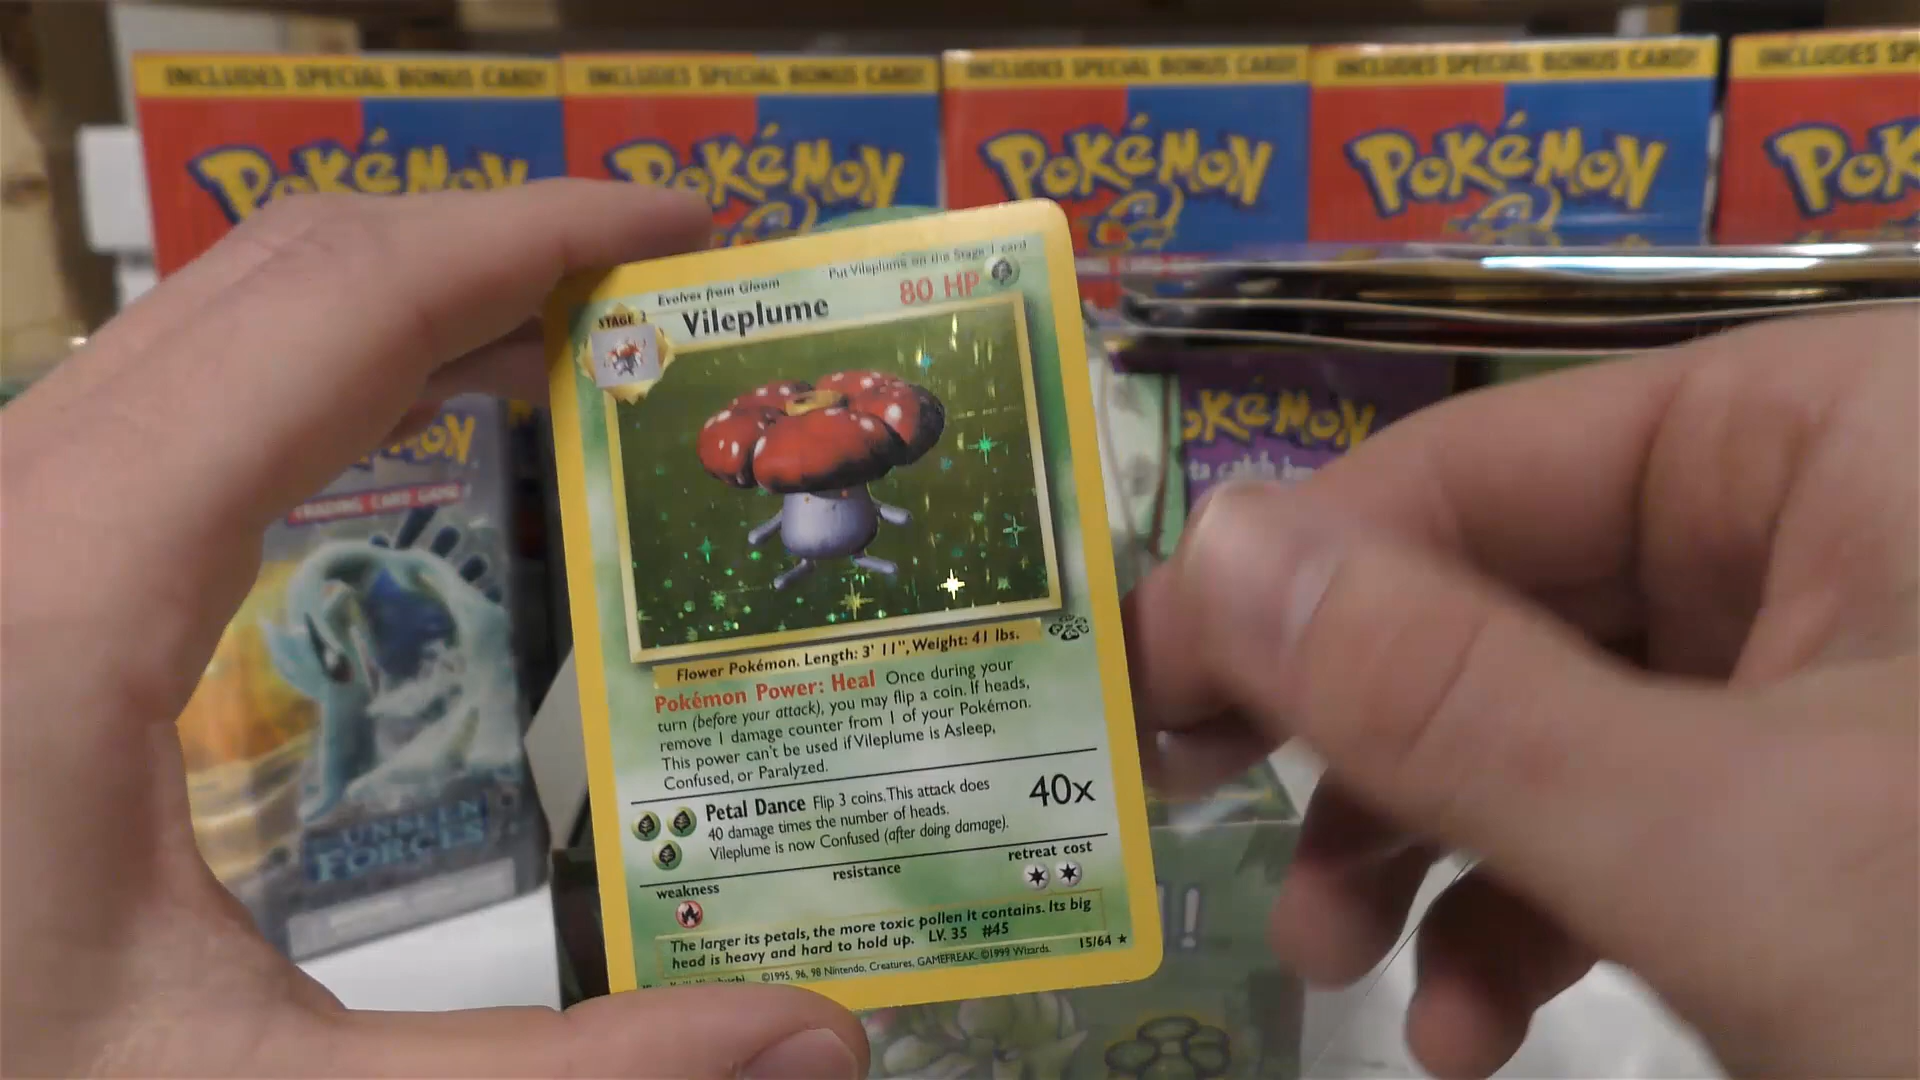 INCLUDES SPECIAL BONUS CARD!
INCLUDES SPECIAL BONUS CARD!
INCLUDES SPECIAL BONUS CARD!
INCLUDES SPECIAL BONUS CARD!
INCLUDES
POKéMON
POKéMON
POKéMON
POKéMON
Evolves from Gloom
Put Vileplume on the Stage 1 card
STAGE 2
Vileplume
80 HP
Flower Pokémon. Length: 3' 11", Weight: 41 lbs.
Pokémon Power: Heal Once during your
turn (before your attack), you may flip a coin. If heads,
remove 1 damage counter from 1 of your Pokémon.
This power can't be used if Vileplume is Asleep,
Confused, or Paralyzed.
Petal Dance Flip 3 coins. This attack does
40 damage times the number of heads.
Vileplume is now Confused (after doing damage).
40x
weakness
resistance
retreat cost
The larger its petals, the more toxic pollen it contains. Its big
head is heavy and hard to hold up. LV. 35 #45
15/64 ★
©1995, 96, 98 Nintendo, Creatures, GAMEFREAK. ©1999 Wizards.
TRADING CARD GAME
UNSEEN
FORCES
POKéMON